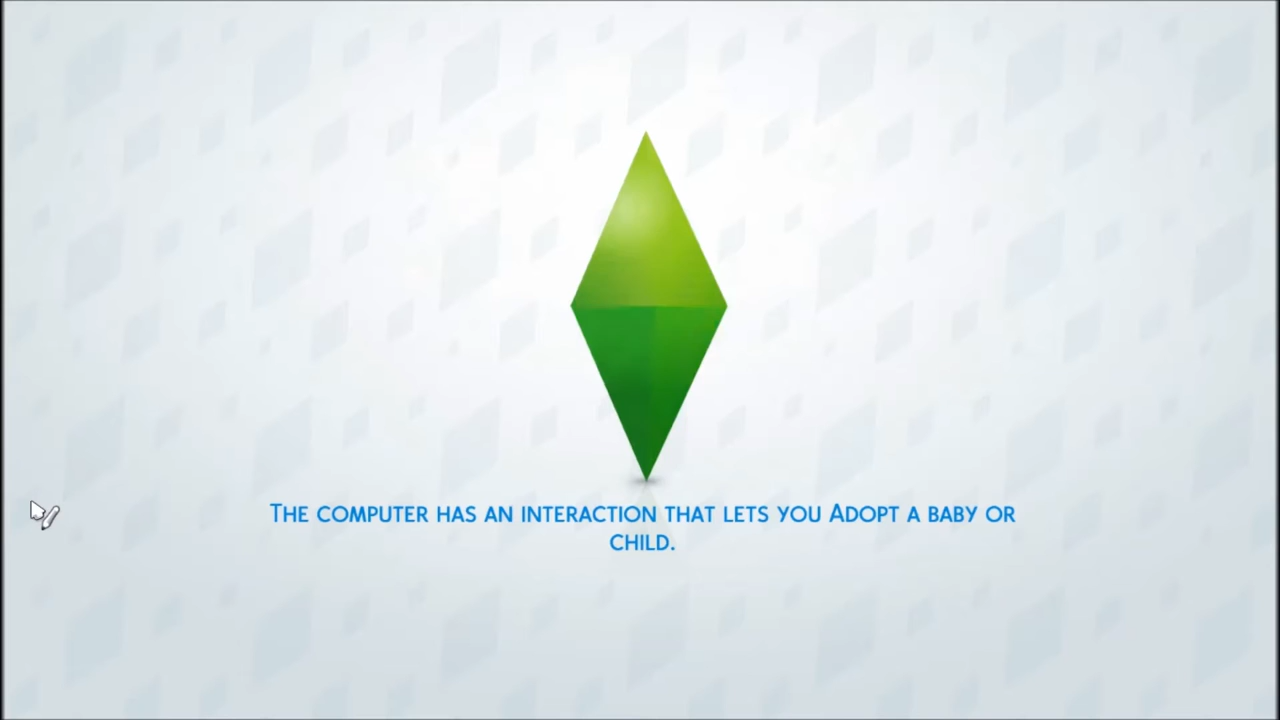 The computer has an interaction that lets you Adopt a baby or
child.